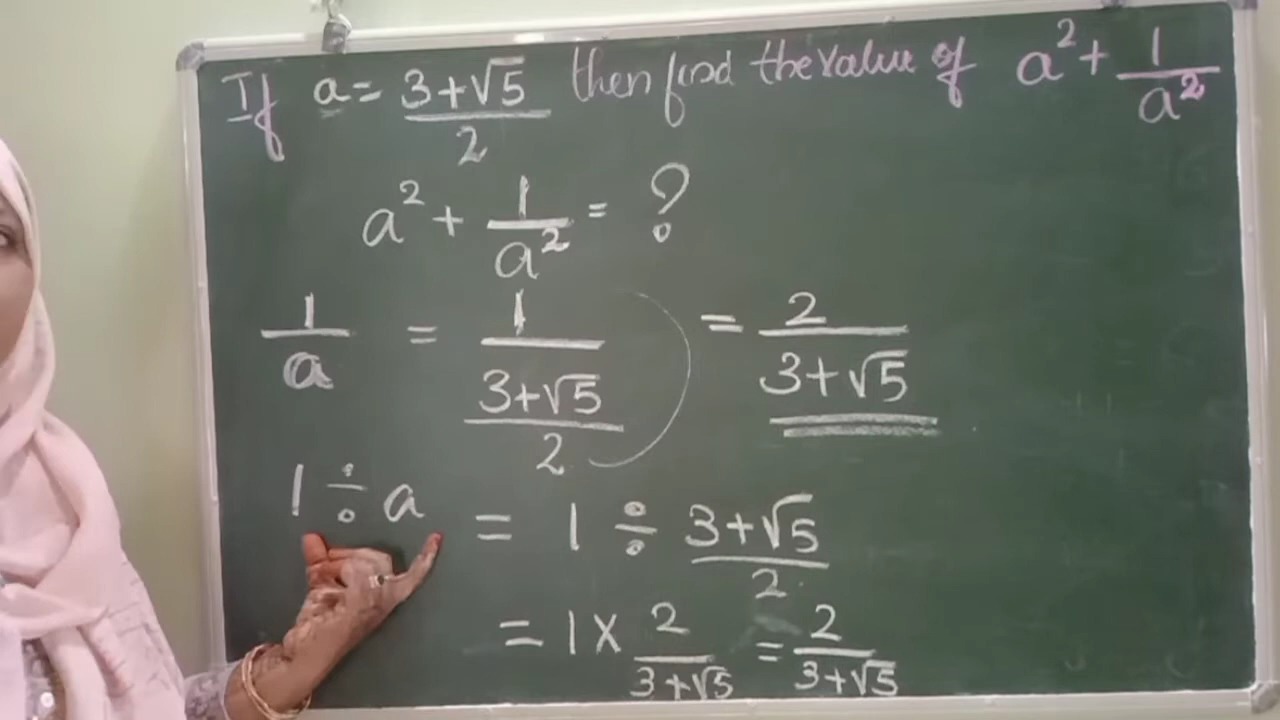 If a = (3+√5)/2 then find the value of a² + 1/a²
a² + 1/a² = ?
1/a = 1/((3+√5)/2) = 2/(3+√5)
1 ÷ a = 1 ÷ (3+√5)/2
= 1 × 2/(3+√5) = 2/(3+√5)